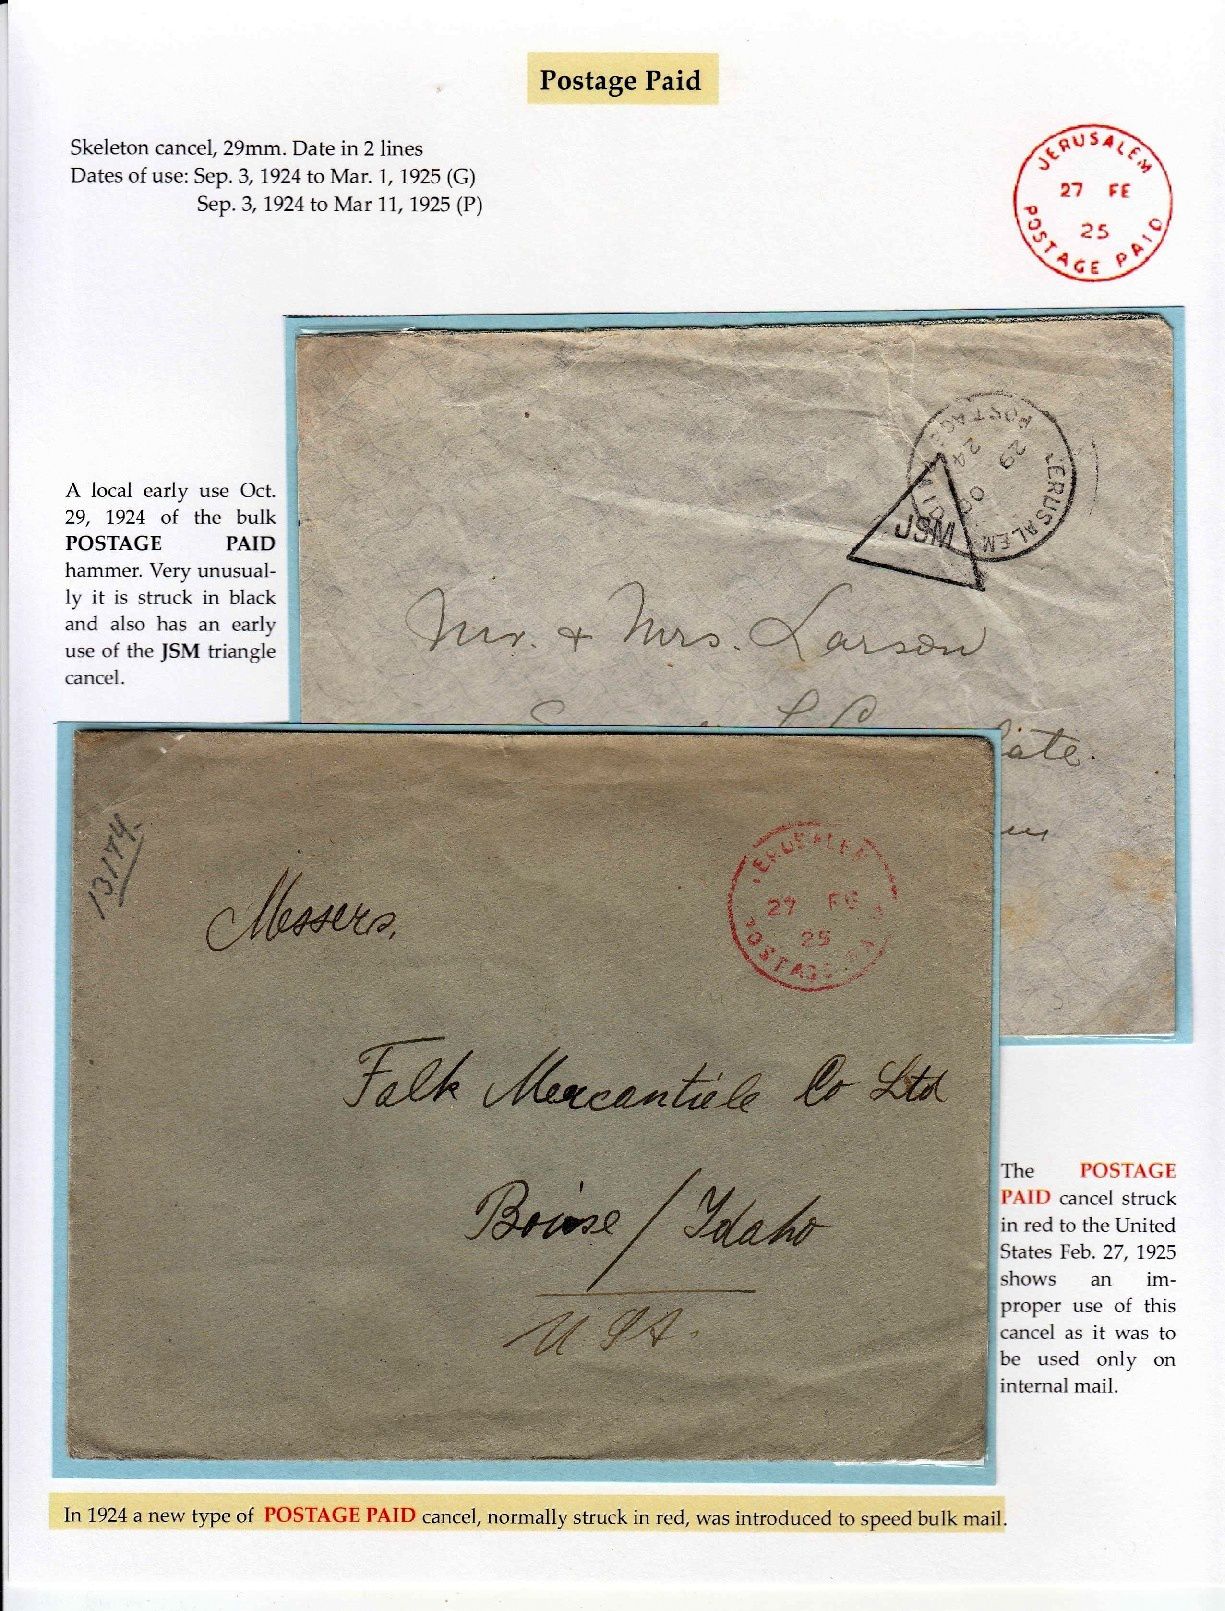 Postage Paid
Skeleton cancel, 29mm. Date in 2 lines
Dates of use: Sep. 3, 1924 to Mar. 1, 1925 (G)
Sep. 3, 1924 to Mar 11, 1925 (P)
JERUSALEM
27 FE
25
POSTAGE PAID
A local early use Oct.
29, 1924 of the bulk
POSTAGE PAID
hammer. Very unusual-
ly it is struck in black
and also has an early
use of the JSM triangle
cancel.
JERUSALEM
29 OC
24
POSTAGE PAID
JSM
Mr. & Mrs. Larson
13174.
JERUSALEM
27 FE
25
POSTAGE PA
Messers,
Falk Mercantiele Co Ltd
Boise / Idaho
USA.
The POSTAGE
PAID cancel struck
in red to the United
States Feb. 27, 1925
shows an im-
proper use of this
cancel as it was to
be used only on
internal mail.
In 1924 a new type of POSTAGE PAID cancel, normally struck in red, was introduced to speed bulk mail.